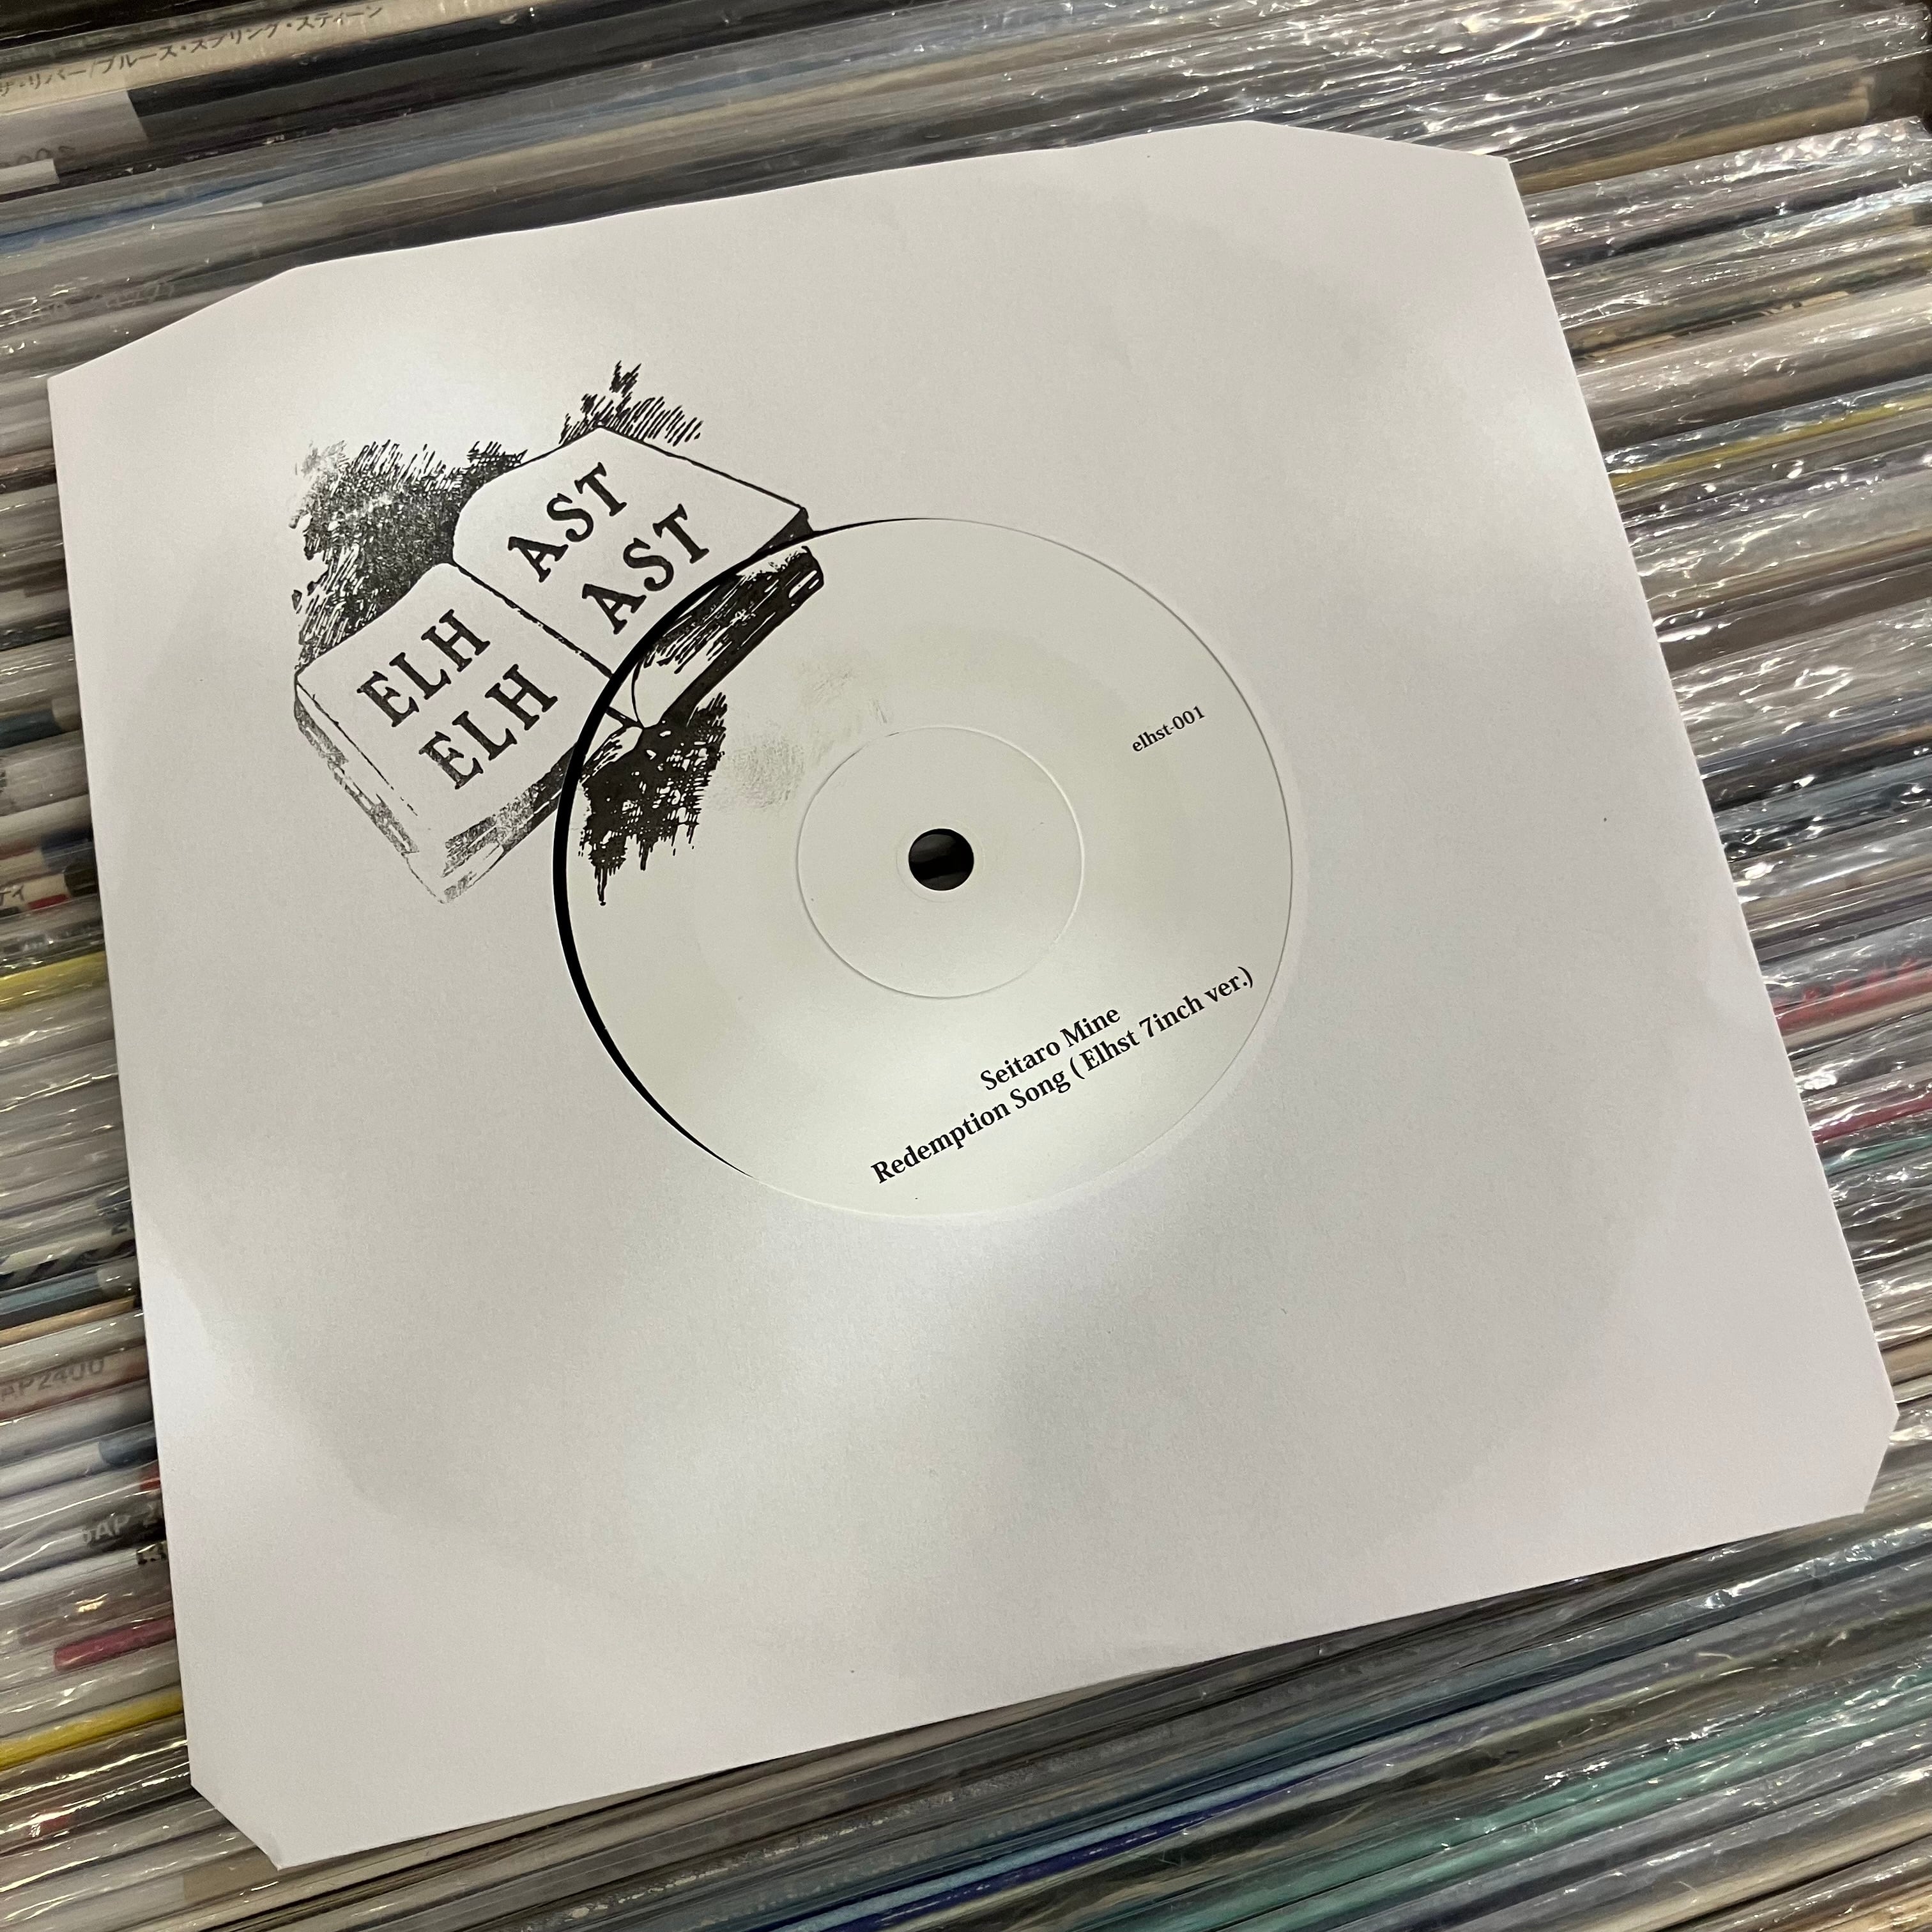 ザ・リバー/ブルース・スプリング・スティーン
AST
AST
ELH
ELH
elhst-001
Seitaro Mine
Redemption Song ( Elhst 7inch ver.)
AP2400